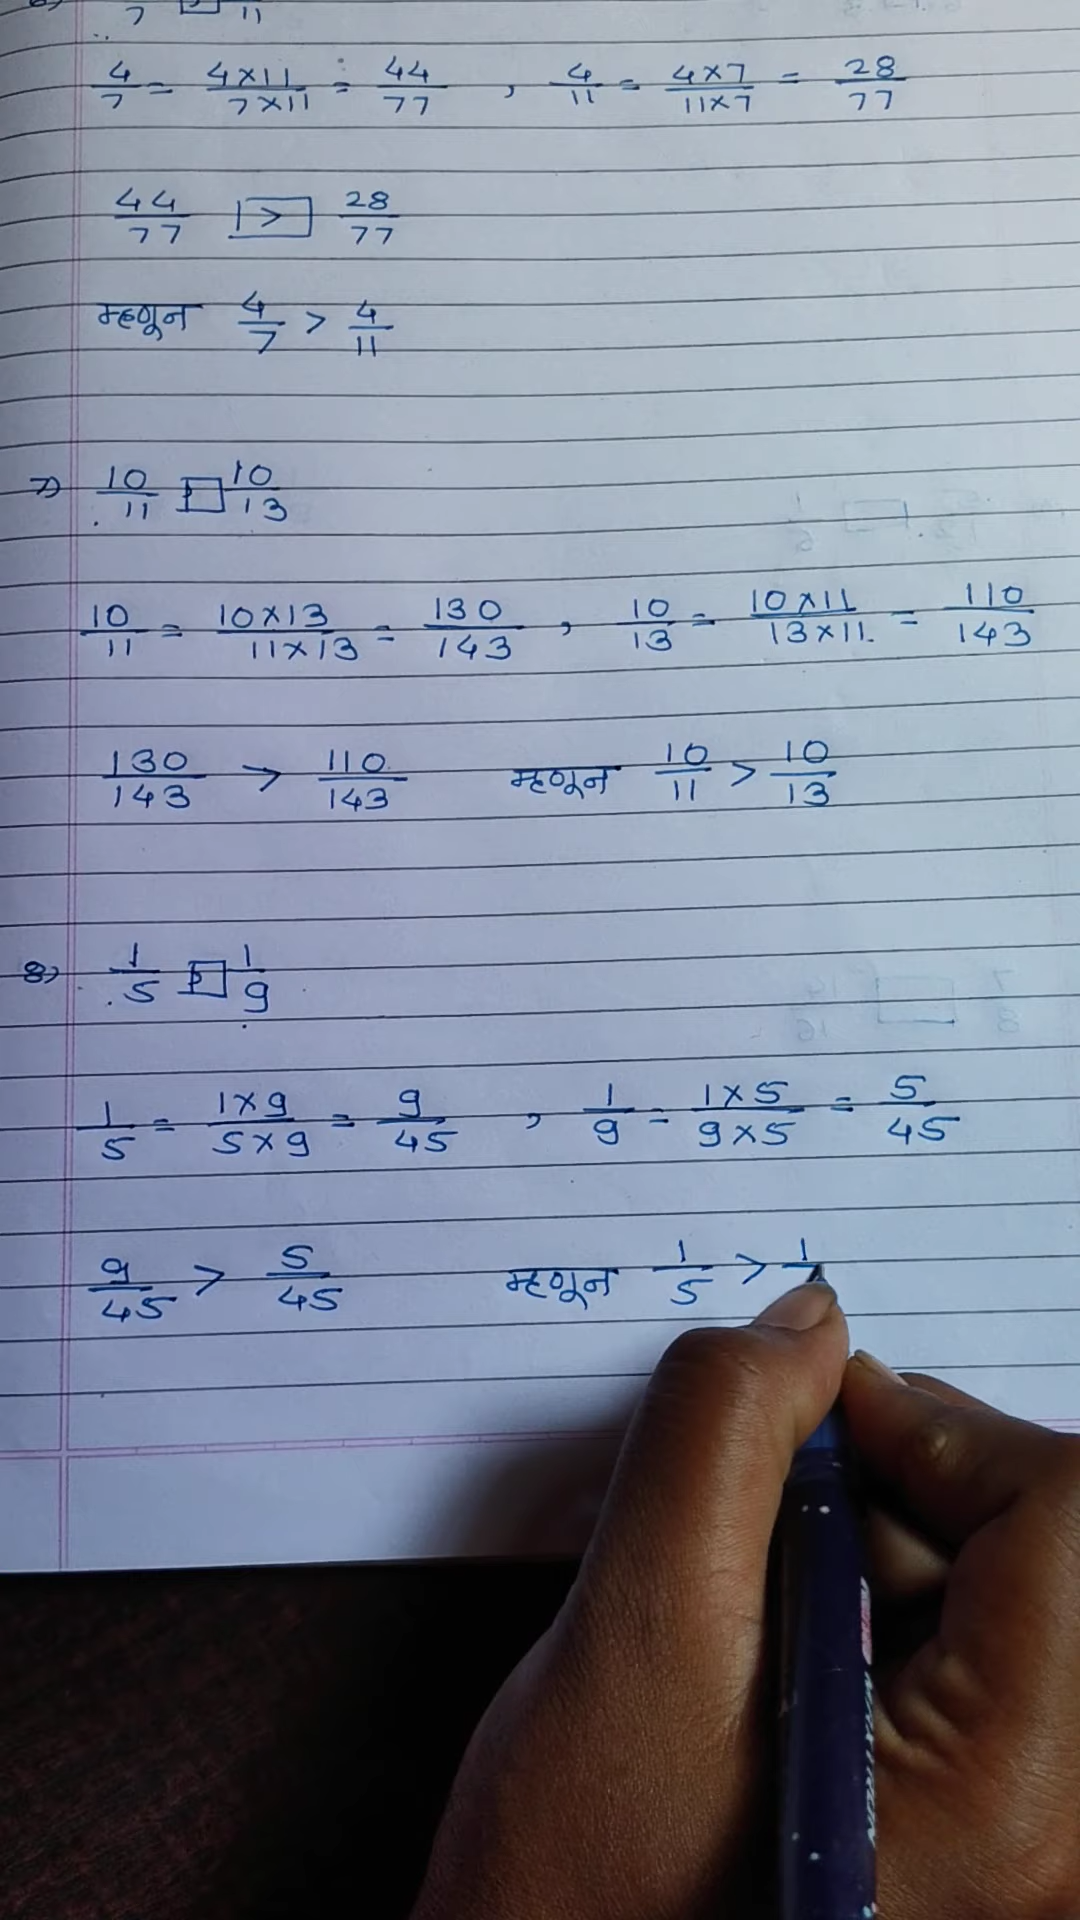 7 11
4/7 = 4×11/7×11 = 44/77 , 4/11 = 4×7/11×7 = 28/77
44/77 > 28/77
म्हणून 4/7 > 4/11
7) 10/11 > 10/13
10/11 = 10×13/11×13 = 130/143 , 10/13 = 10×11/13×11 = 110/143
130/143 > 110/143 म्हणून 10/11 > 10/13
8) 1/5 > 1/9
1/5 = 1×9/5×9 = 9/45 , 1/9 = 1×5/9×5 = 5/45
9/45 > 5/45 म्हणून 1/5 > 1